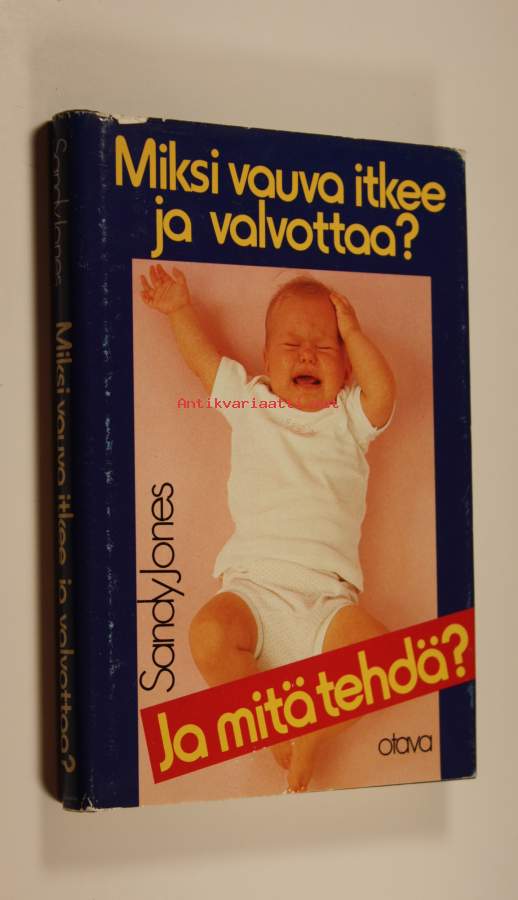 Miksi vauva itkee
ja valvottaa?
Sandy Jones
Ja mitä tehdä?
otava
Sandy Jones
Miksi vauva itkee ja valvottaa?